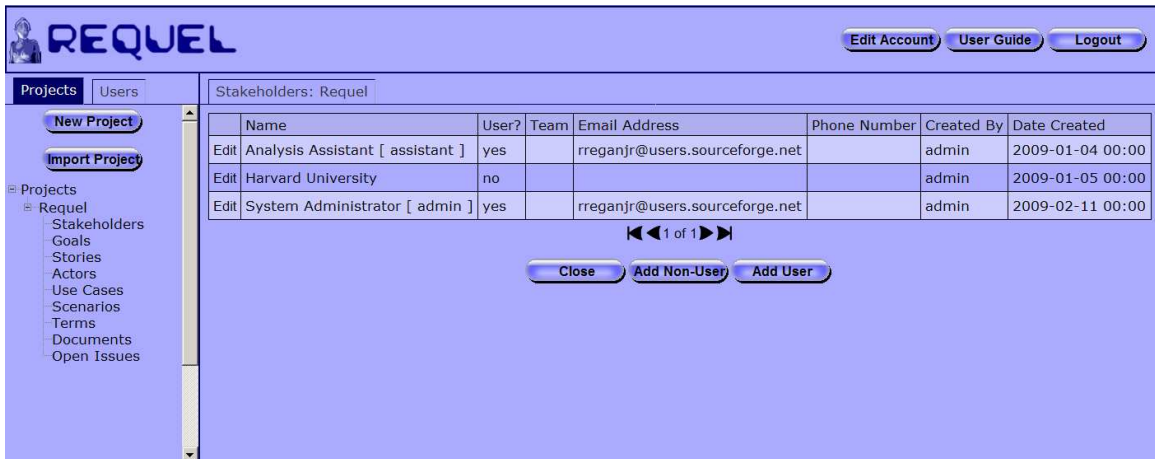 REQUEL
Edit Account User Guide Logout
Projects Users
New Project
Import Project
Projects
Requel
Stakeholders
Goals
Stories
Actors
Use Cases
Scenarios
Terms
Documents
Open Issues
Stakeholders: Requel
Name User? Team Email Address Phone Number Created By Date Created
Edit Analysis Assistant [ assistant ] yes rreganjr@users.sourceforge.net admin 2009-01-04 00:00
Edit Harvard University no admin 2009-01-05 00:00
Edit System Administrator [ admin ] yes rreganjr@users.sourceforge.net admin 2009-02-11 00:00
1 of 1
Close Add Non-User Add User